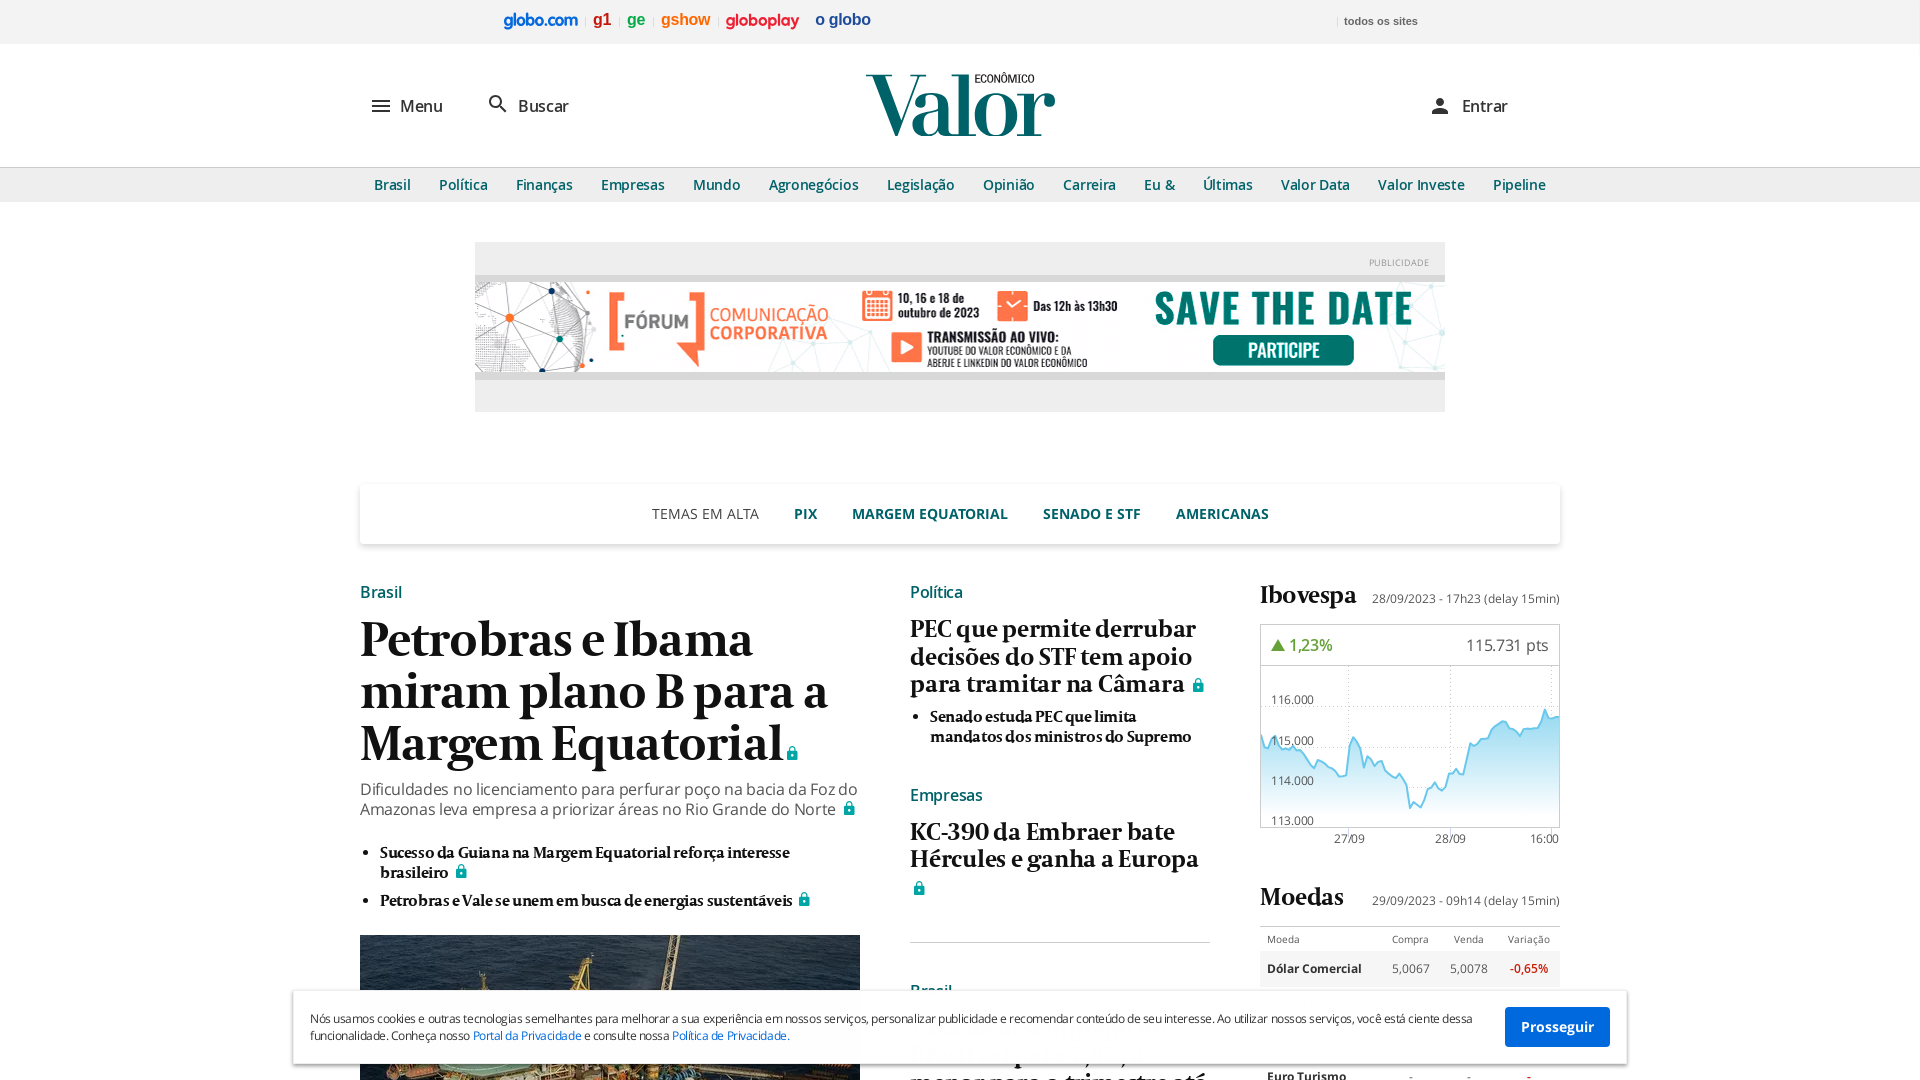 globo.com
g1
ge
gshow
globoplay
o globo
todos os sites
Menu
Buscar
ECONÔMICO
Valor
Entrar
Brasil
Política
Finanças
Empresas
Mundo
Agronegócios
Legislação
Opinião
Carreira
Eu &
Últimas
Valor Data
Valor Investe
Pipeline
PUBLICIDADE
FÓRUM
COMUNICAÇÃO
CORPORATIVA
10, 16 e 18 de
outubro de 2023
Das 12h às 13h30
TRANSMISSÃO AO VIVO:
YOUTUBE DO VALOR ECONÔMICO E DA
ABERJE E LINKEDIN DO VALOR ECONÔMICO
SAVE THE DATE
PARTICIPE
TEMAS EM ALTA
PIX
MARGEM EQUATORIAL
SENADO E STF
AMERICANAS
Brasil
Petrobras e Ibama
miram plano B para a
Margem Equatorial
Dificuldades no licenciamento para perfurar poço na bacia da Foz do
Amazonas leva empresa a priorizar áreas no Rio Grande do Norte
Sucesso da Guiana na Margem Equatorial reforça interesse
brasileiro
Petrobras e Vale se unem em busca de energias sustentáveis
Política
PEC que permite derrubar
decisões do STF tem apoio
para tramitar na Câmara
Senado estuda PEC que limita
mandatos dos ministros do Supremo
Empresas
KC-390 da Embraer bate
Hércules e ganha a Europa
Brasil
Ibovespa
28/09/2023 - 17h23 (delay 15min)
1,23%
115.731 pts
116.000
115.000
114.000
113.000
27/09
28/09
16:00
Moedas
29/09/2023 - 09h14 (delay 15min)
Moeda Compra Venda Variação
Dólar Comercial 5,0067 5,0078 -0,65%
Nós usamos cookies e outras tecnologias semelhantes para melhorar a sua experiência em nossos serviços, personalizar publicidade e recomendar conteúdo de seu interesse. Ao utilizar nossos serviços, você está ciente dessa
funcionalidade. Conheça nosso Portal da Privacidade e consulte nossa Política de Privacidade.
Prosseguir
Euro Turismo - - -